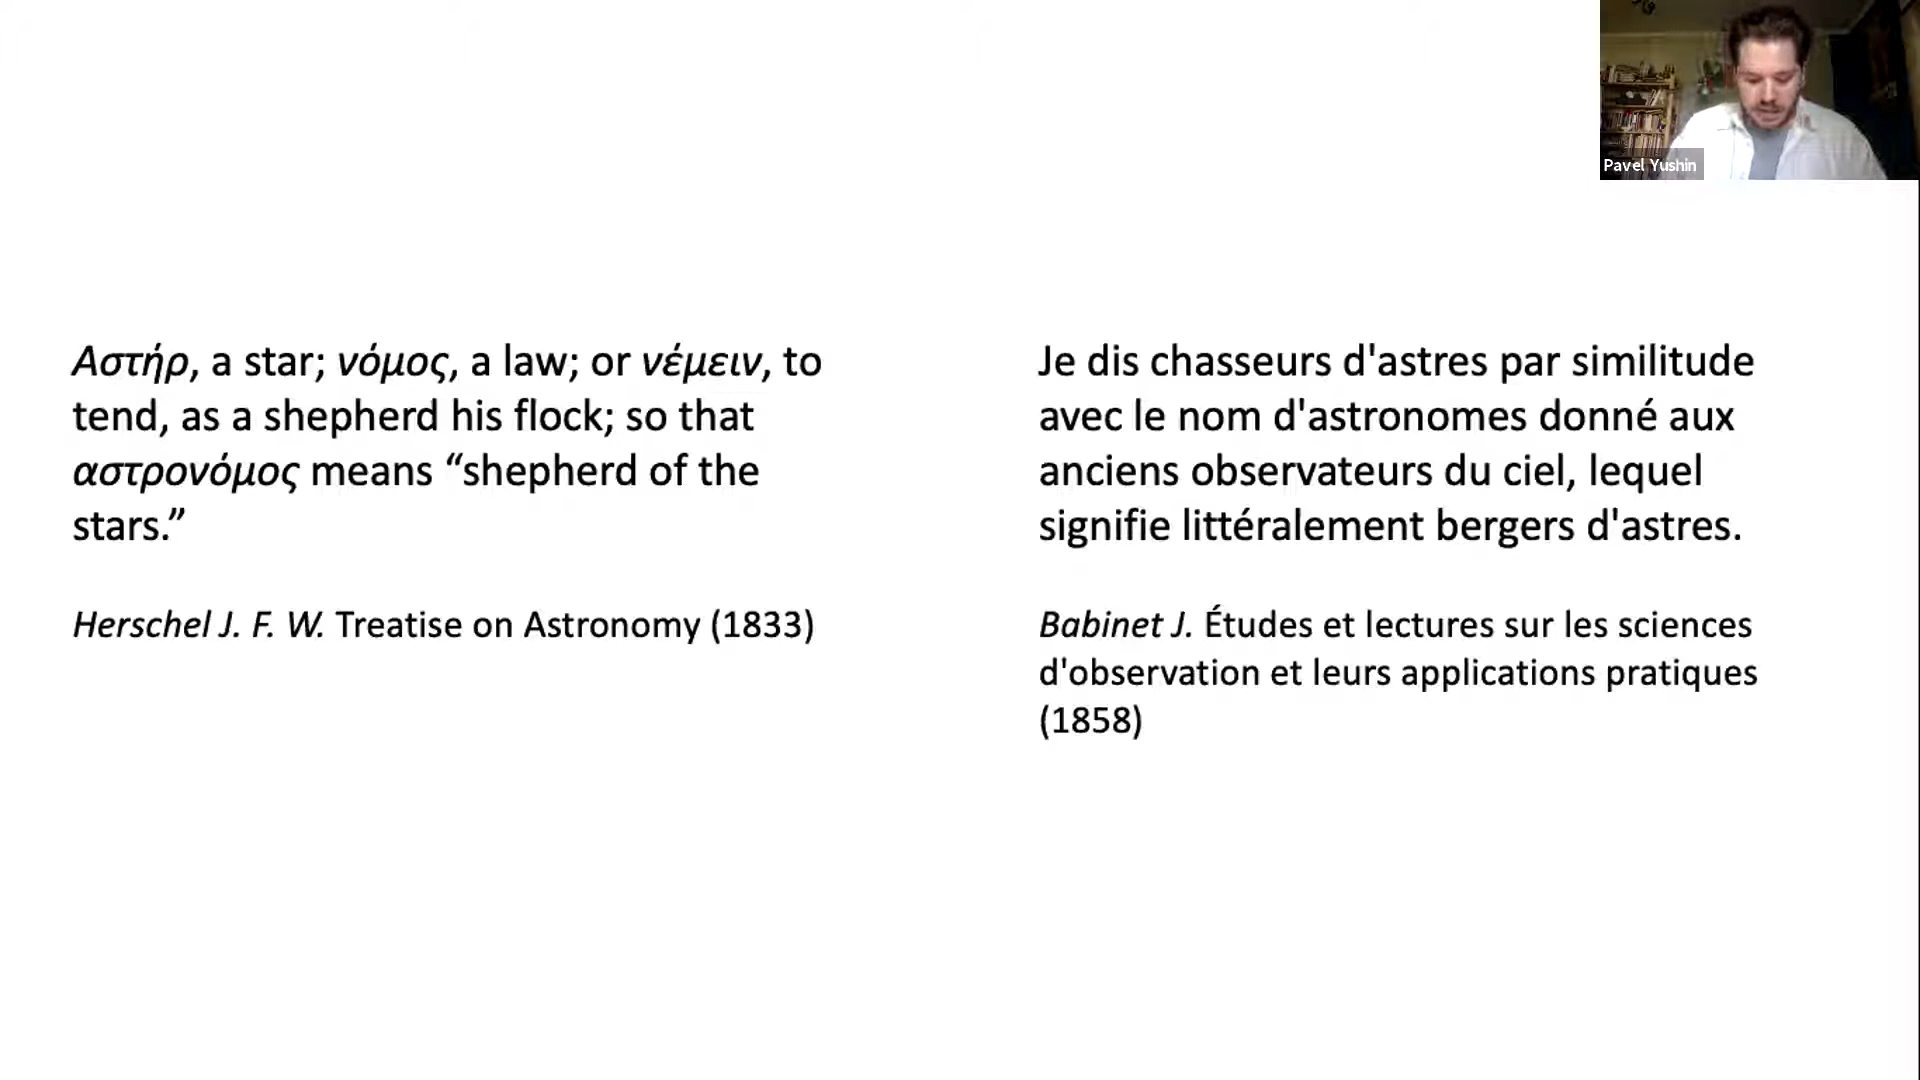 Αστήρ, a star; νόμος, a law; or νέμειν, to
tend, as a shepherd his flock; so that
αστρονόμος means “shepherd of the
stars.”
Herschel J. F. W. Treatise on Astronomy (1833)
Je dis chasseurs d'astres par similitude
avec le nom d'astronomes donné aux
anciens observateurs du ciel, lequel
signifie littéralement bergers d'astres.
Babinet J. Études et lectures sur les sciences
d'observation et leurs applications pratiques
(1858)
Pavel Yushin